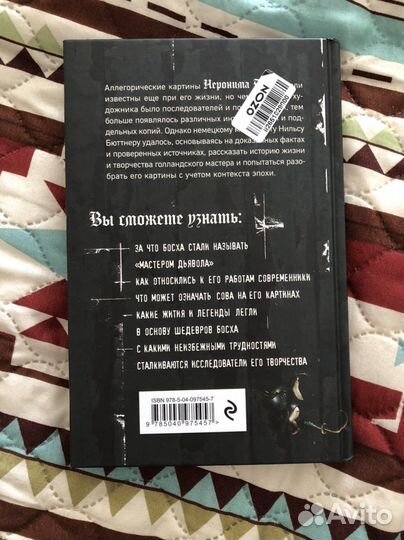 Аллегорические картины Иеронима
известны еще при его жизни, но
дожника было последователей и
больше появлялось различных
дельных копий. Однако немецкому Нильсу
Бюттнеру удалось, основываясь на фактах
и проверенных источниках, рассказать историю жизни
и творчества голландского мастера и попытаться разо-
брать его картины с учетом контекста эпохи.
OZON
Вы сможете узнать:
ЗА ЧТО БОСХА СТАЛИ НАЗЫВАТЬ
«МАСТЕРОМ ДЬЯВОЛА»
КАК ОТНОСИЛИСЬ К ЕГО РАБОТАМ СОВРЕМЕННИКИ
ЧТО МОЖЕТ ОЗНАЧАТЬ СОВА НА ЕГО КАРТИНАХ
КАКИЕ ЖИТИЯ И ЛЕГЕНДЫ ЛЕГЛИ
В ОСНОВУ ШЕДЕВРОВ БОСХА
С КАКИМИ НЕИЗБЕЖНЫМИ ТРУДНОСТЯМИ
СТАЛКИВАЮТСЯ ИССЛЕДОВАТЕЛИ ЕГО ТВОРЧЕСТВА
ISBN 978-5-04-097545-7
9 785040 975457 >
Avito